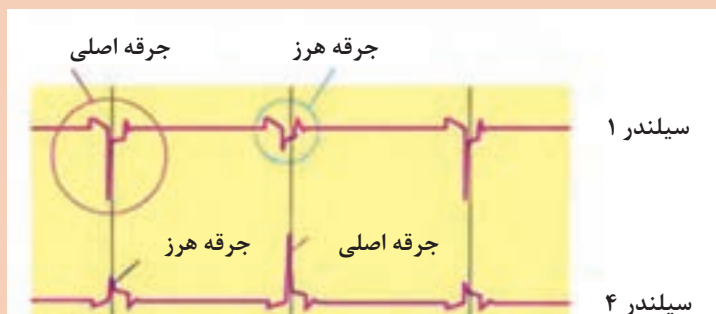 جرقه هرز
جرقه اصلی
سیلندر ۱
جرقه اصلی
جرقه هرز
سیلندر ۴